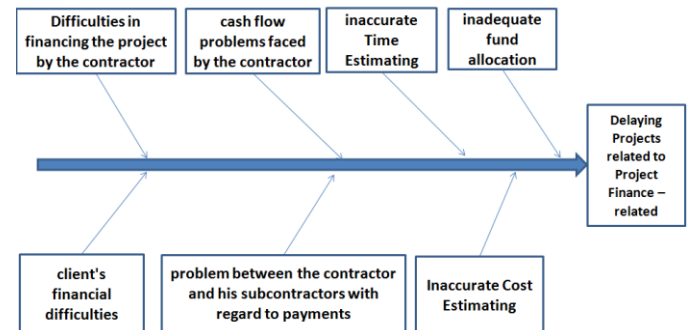 Difficulties in
financing the project
by the contractor
cash flow
problems faced
by the contractor
inaccurate
Time
Estimating
inadequate
fund
allocation
Delaying
Projects
related to
Project
Finance –
related
client's
financial
difficulties
problem between the contractor
and his subcontractors with
regard to payments
Inaccurate Cost
Estimating